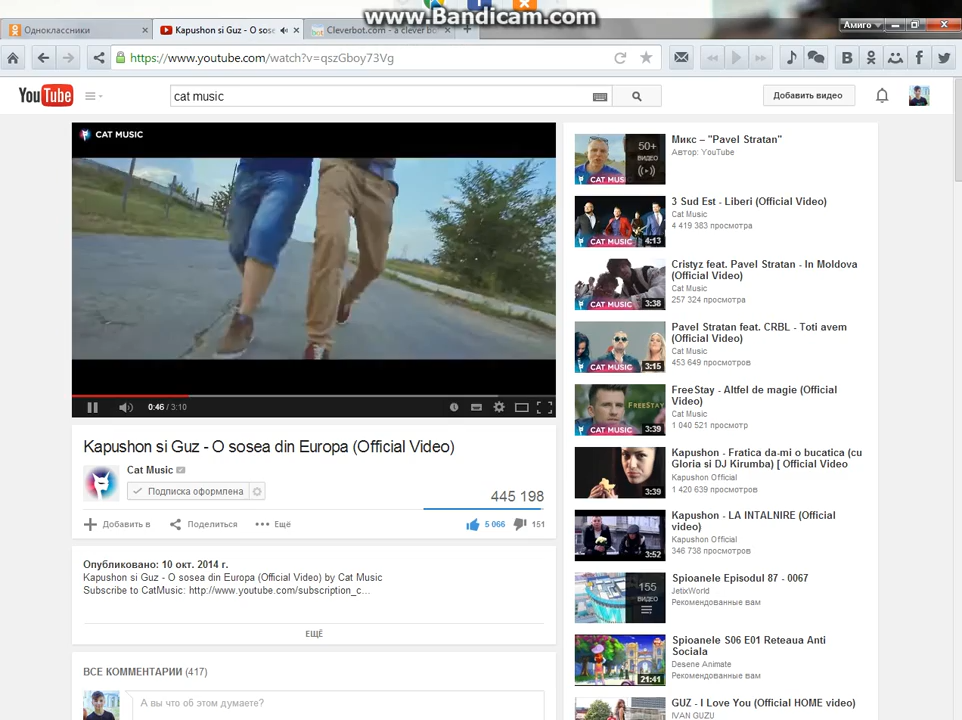 www.Bandicam.com
Одноклассники
Kapushon si Guz - O sose
Cleverbot.com - a clever bo
Амиго
https://www.youtube.com/watch?v=qszGboy73Vg
YouTube
cat music
Добавить видео
CAT MUSIC
0:46 / 3:10
Kapushon si Guz - O sosea din Europa (Official Video)
Cat Music
Подписка оформлена
445 198
Добавить в
Поделиться
Ещё
5 066
151
Опубликовано: 10 окт. 2014 г.
Kapushon si Guz - O sosea din Europa (Official Video) by Cat Music
Subscribe to CatMusic: http://www.youtube.com/subscription_c...
ЕЩЁ
ВСЕ КОММЕНТАРИИ (417)
А вы что об этом думаете?
50+
ВИДЕО
CAT MUS
Микс – "Pavel Stratan"
Автор: YouTube
CAT MUSIC
4:13
3 Sud Est - Liberi (Official Video)
Cat Music
4 419 383 просмотра
CAT MUSIC
3:38
Cristyz feat. Pavel Stratan - In Moldova
(Official Video)
Cat Music
257 324 просмотра
CAT MUSIC
3:15
Pavel Stratan feat. CRBL - Toti avem
(Official Video)
Cat Music
453 649 просмотров
FREESTAY
CAT MUSIC
3:39
FreeStay - Altfel de magie (Official
Video)
Cat Music
1 040 521 просмотр
3:39
Kapushon - Fratica da-mi o bucatica (cu
Gloria si DJ Kirumba) [ Official Video
Kapushon Official
1 420 639 просмотров
3:52
Kapushon - LA INTALNIRE (Official
video)
Kapushon Official
346 738 просмотров
155
ВИДЕО
Spioanele Episodul 87 - 0067
JetixWorld
Рекомендованные вам
21:41
Spioanele S06 E01 Reteaua Anti
Sociala
Desene Animate
Рекомендованные вам
GUZ - I Love You (Official HOME video)
IVAN GUZU